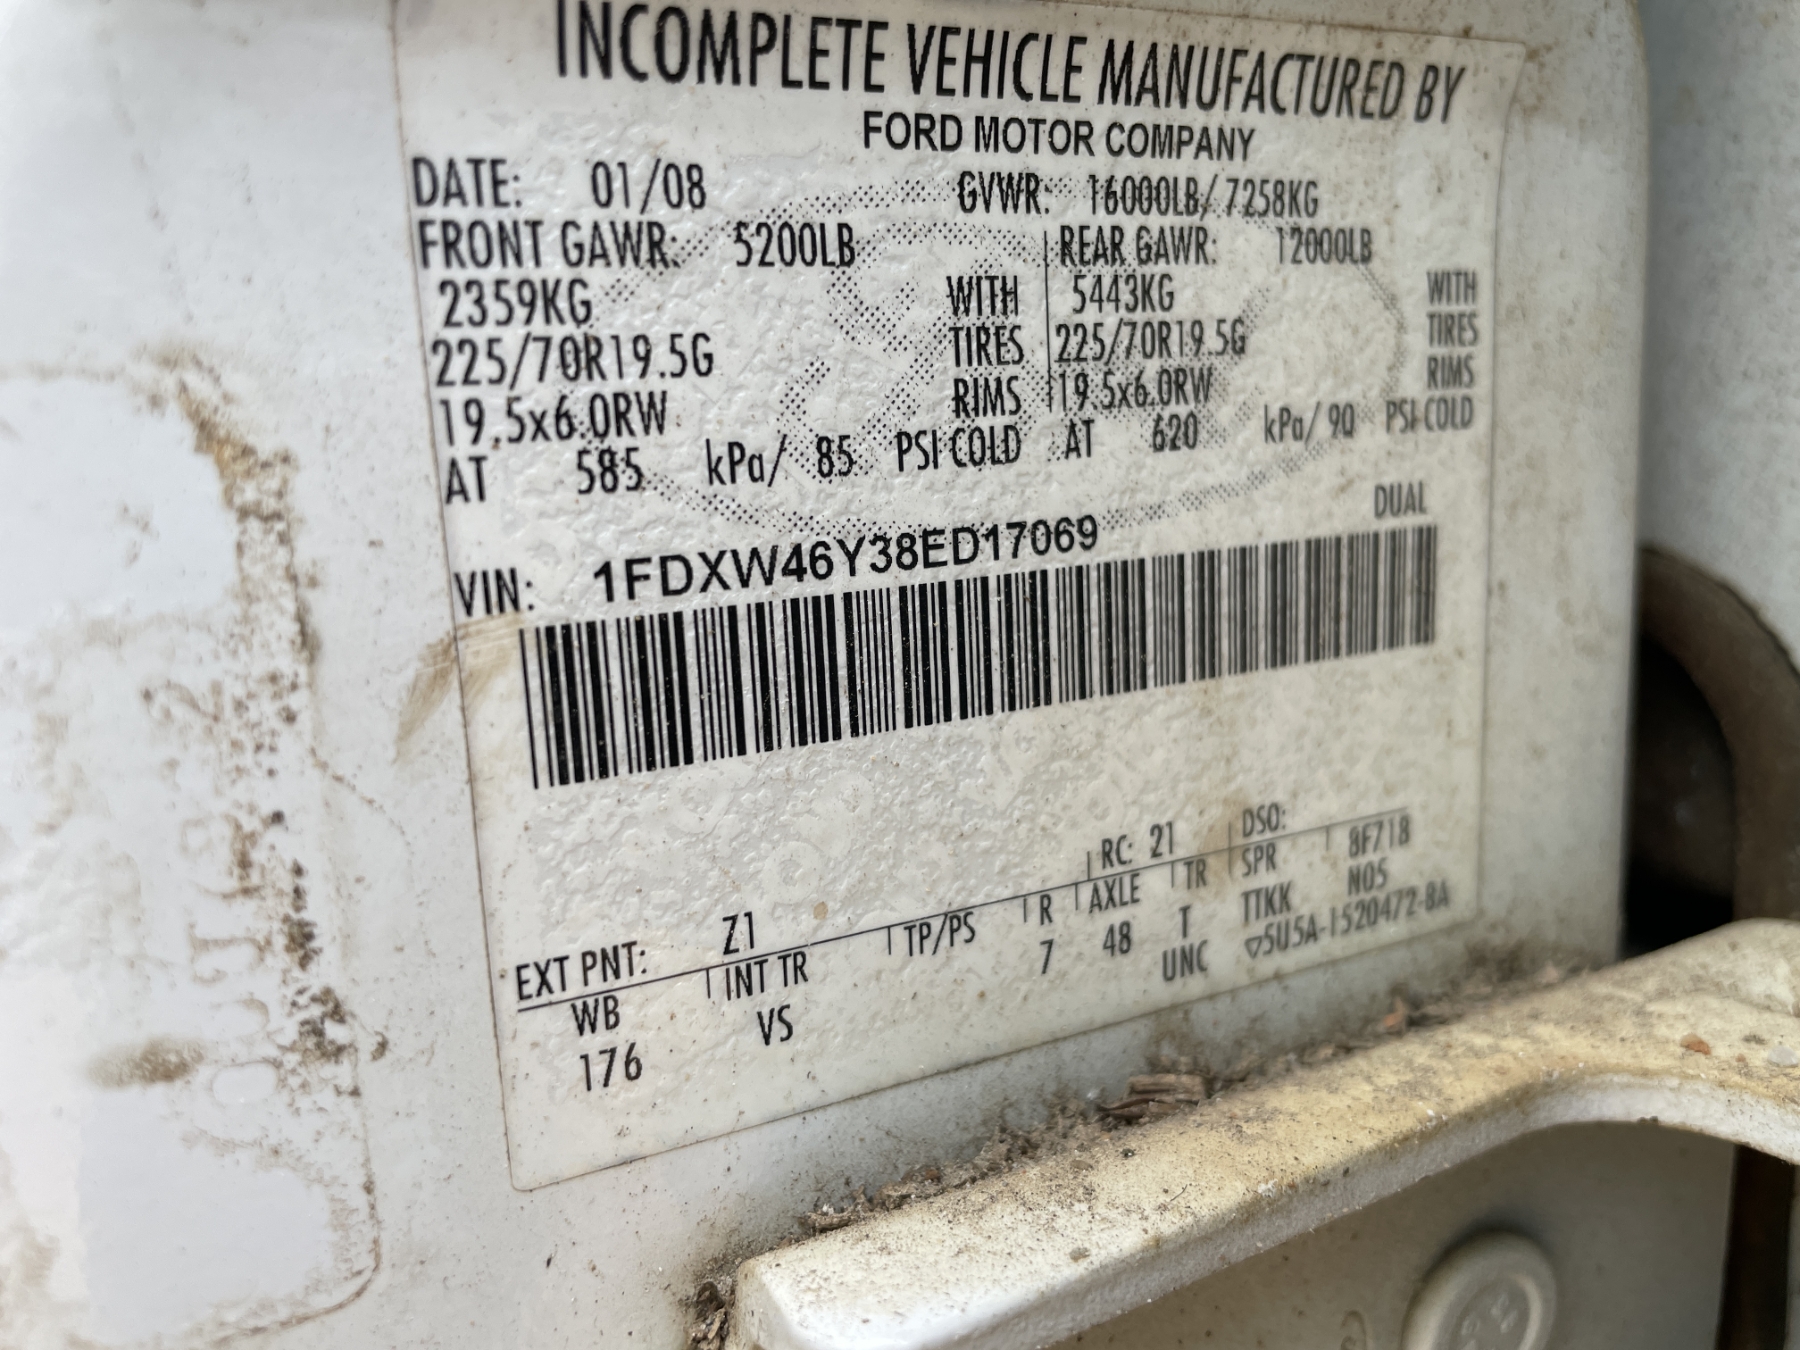 INCOMPLETE VEHICLE MANUFACTURED BY
FORD MOTOR COMPANY
DATE: 01/08 GVWR: 16000LB/ 7258KG
FRONT GAWR: 5200LB REAR GAWR: 12000LB
2359KG WITH 5443KG WITH
225/70R19.5G TIRES 225/70R19.5G TIRES
19.5x6.0RW RIMS 19.5x6.0RW RIMS
AT 585 kPa/ 85 PSI COLD AT 620 kPa/ 90 PSI COLD
DUAL
VIN: 1FDXW46Y38ED17069
EXT PNT: Z1 RC: 21 DSO:
WB INT TR TP/PS R AXLE TR SPR 8F718
176 VS 7 48 T TTKK N05
UNC ▽5U5A-1520472-BA